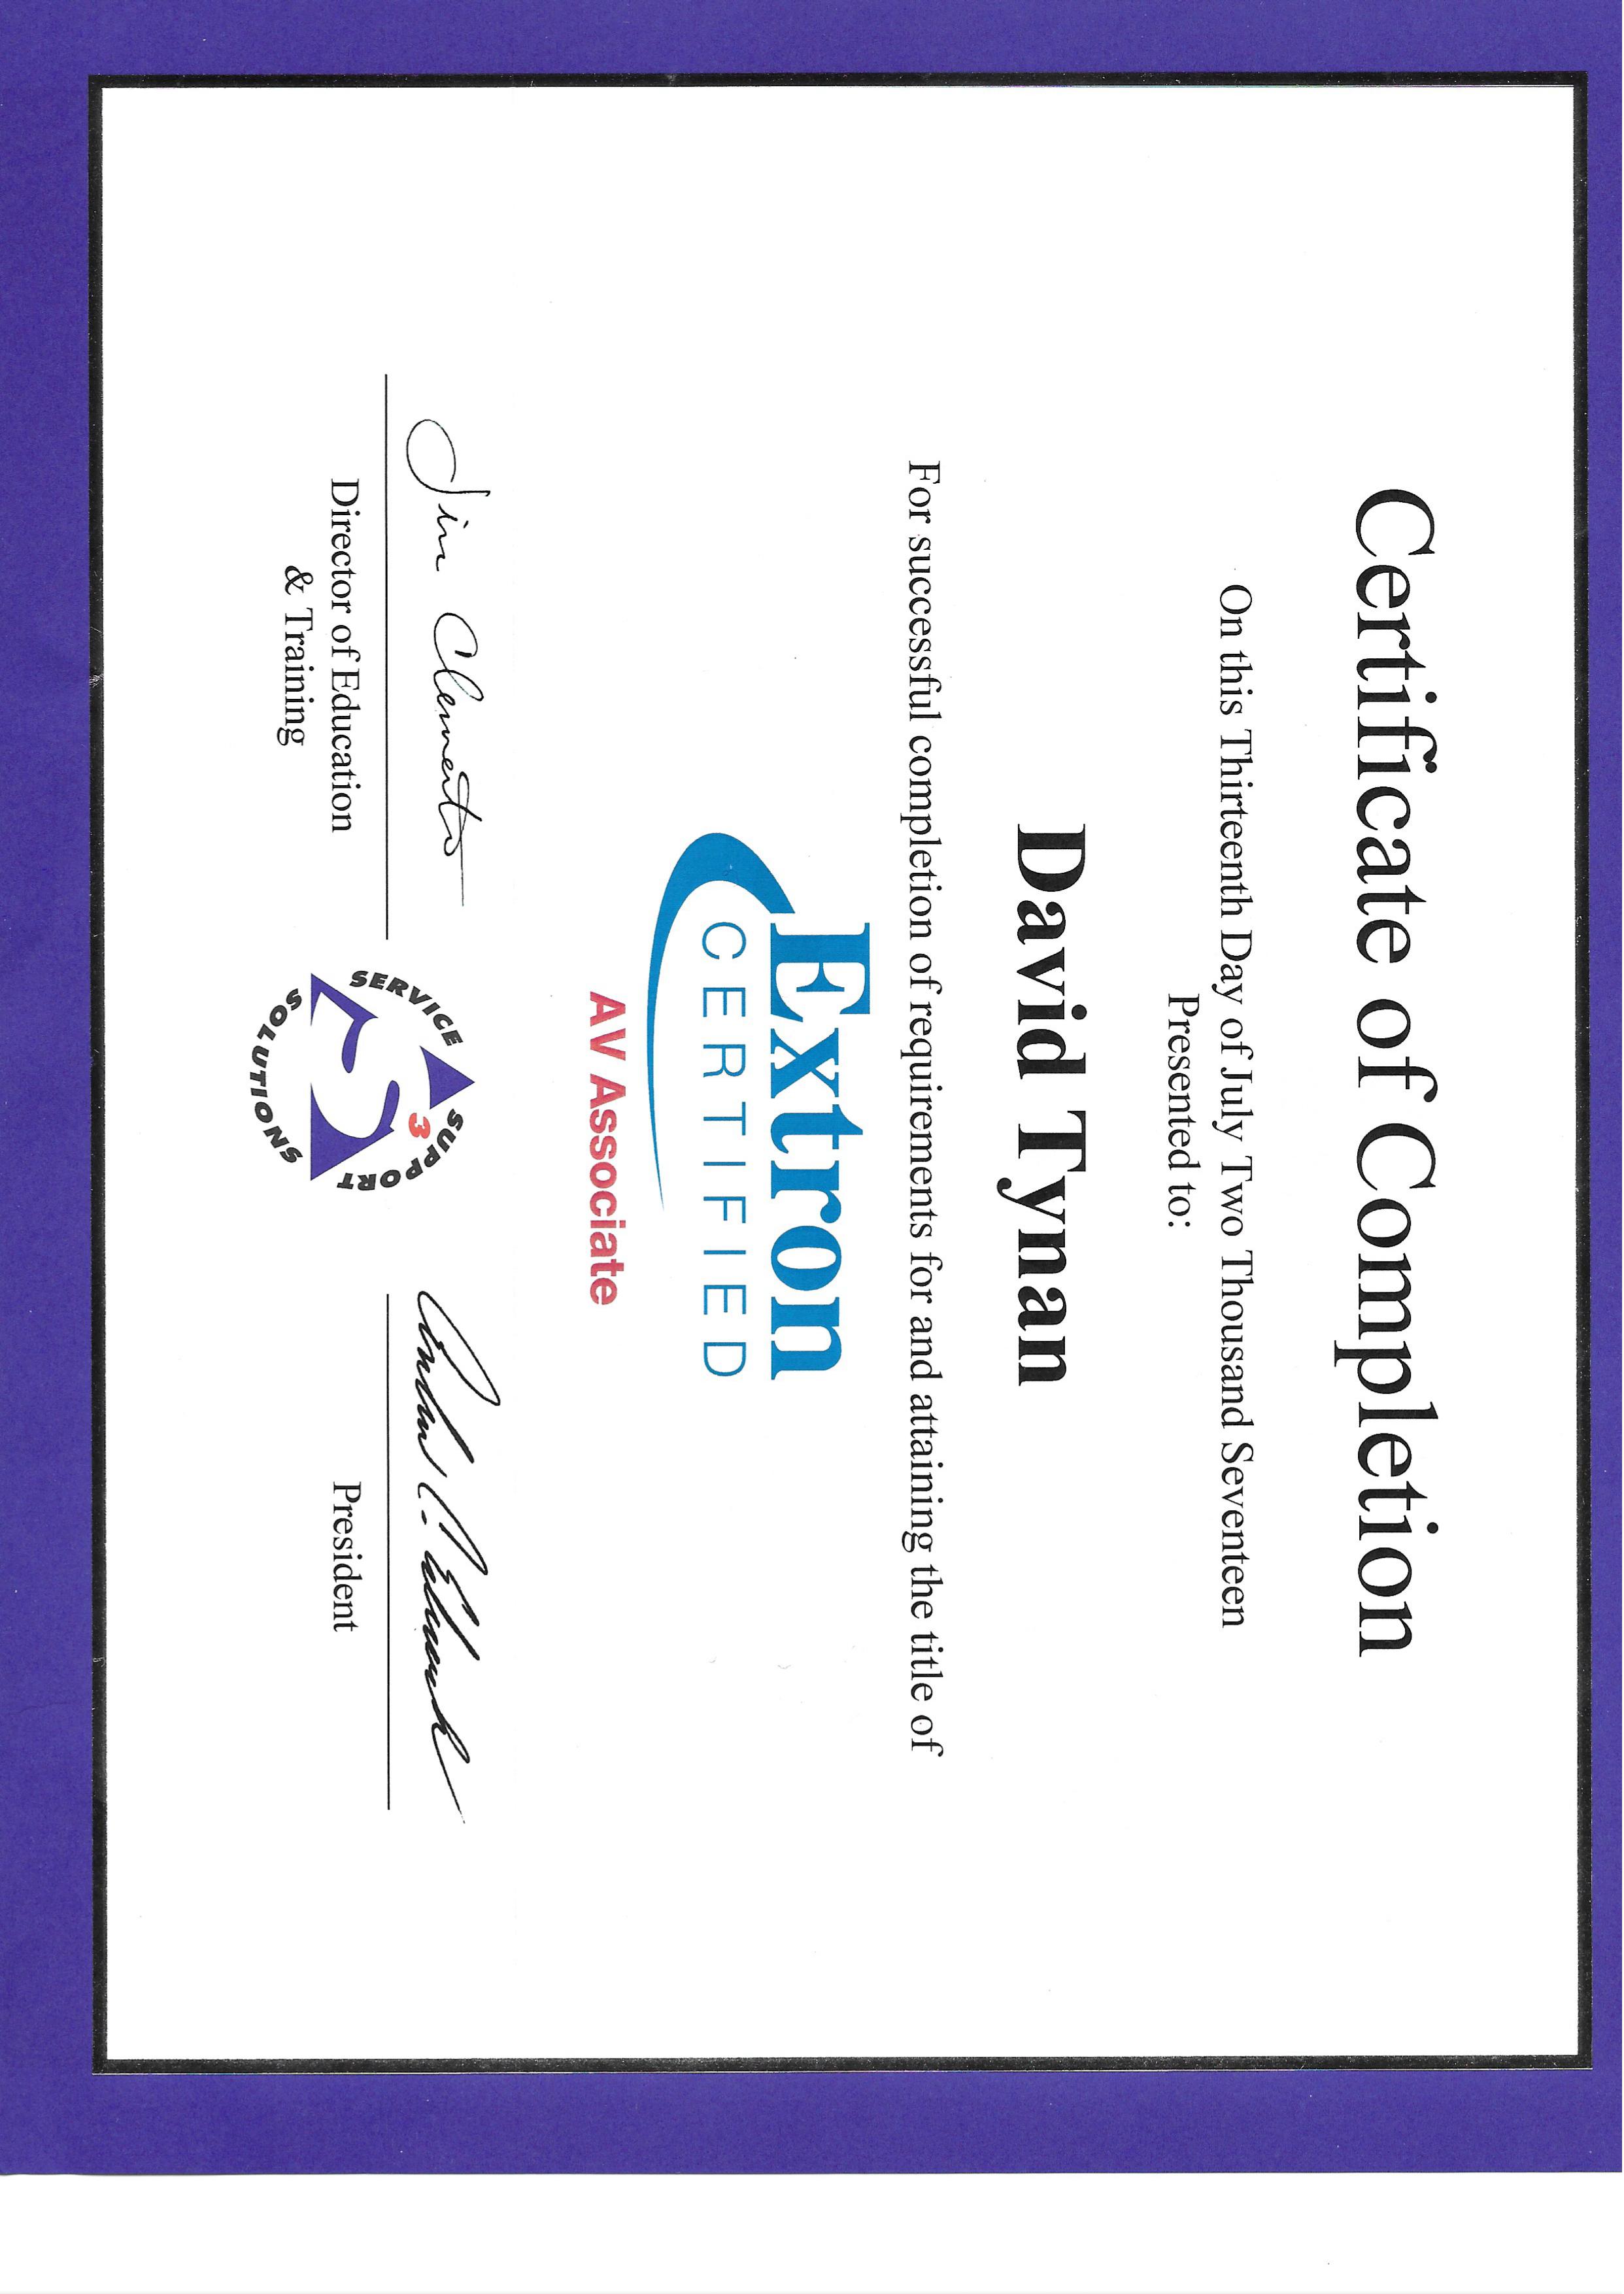 Certificate of Completion
On this Thirteenth Day of July Two Thousand Seventeen
Presented to:
David Tynan
For successful completion of requirements for and attaining the title of
Extron
CERTIFIED
AV Associate
Jim Clements
SERVICE SUPPORT
3
SOLUTIONS
Director of Education
& Training
President